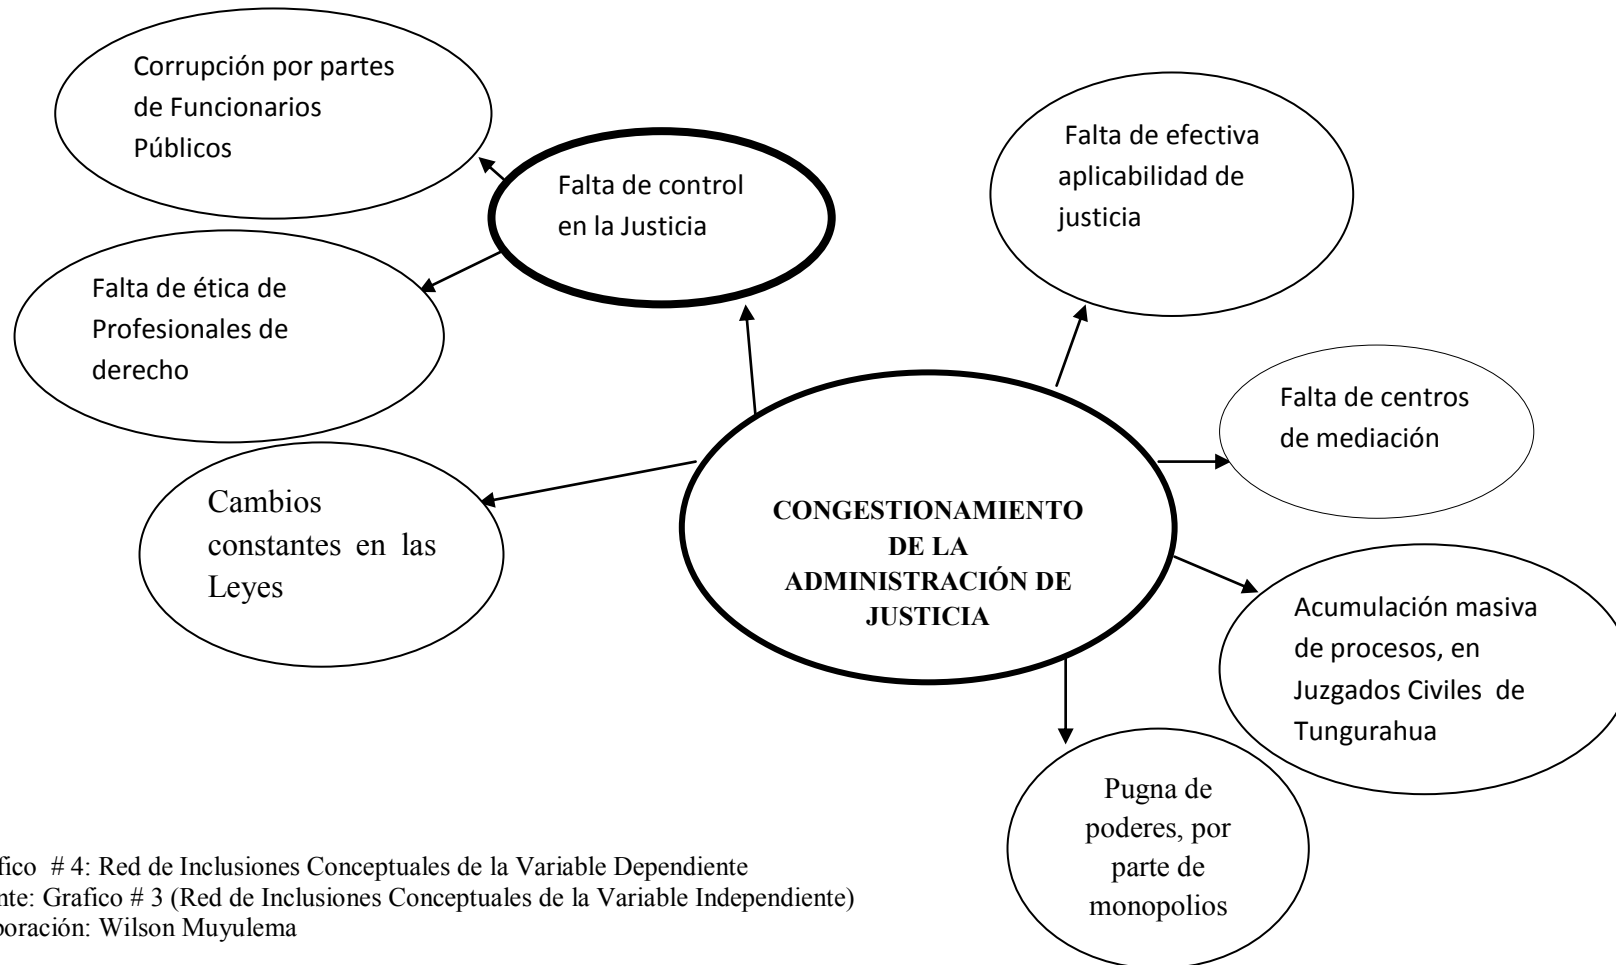 Corrupción por partes
de Funcionarios
Públicos
Falta de control
en la Justicia
Falta de efectiva
aplicabilidad de
justicia
Falta de ética de
Profesionales de
derecho
Falta de centros
de mediación
Cambios
constantes en las
Leyes
CONGESTIONAMIENTO
DE LA
ADMINISTRACIÓN DE
JUSTICIA
Acumulación masiva
de procesos, en
Juzgados Civiles de
Tungurahua
Pugna de
poderes, por
parte de
monopolios
fico # 4: Red de Inclusiones Conceptuales de la Variable Dependiente
nte: Grafico # 3 (Red de Inclusiones Conceptuales de la Variable Independiente)
boración: Wilson Muyulema